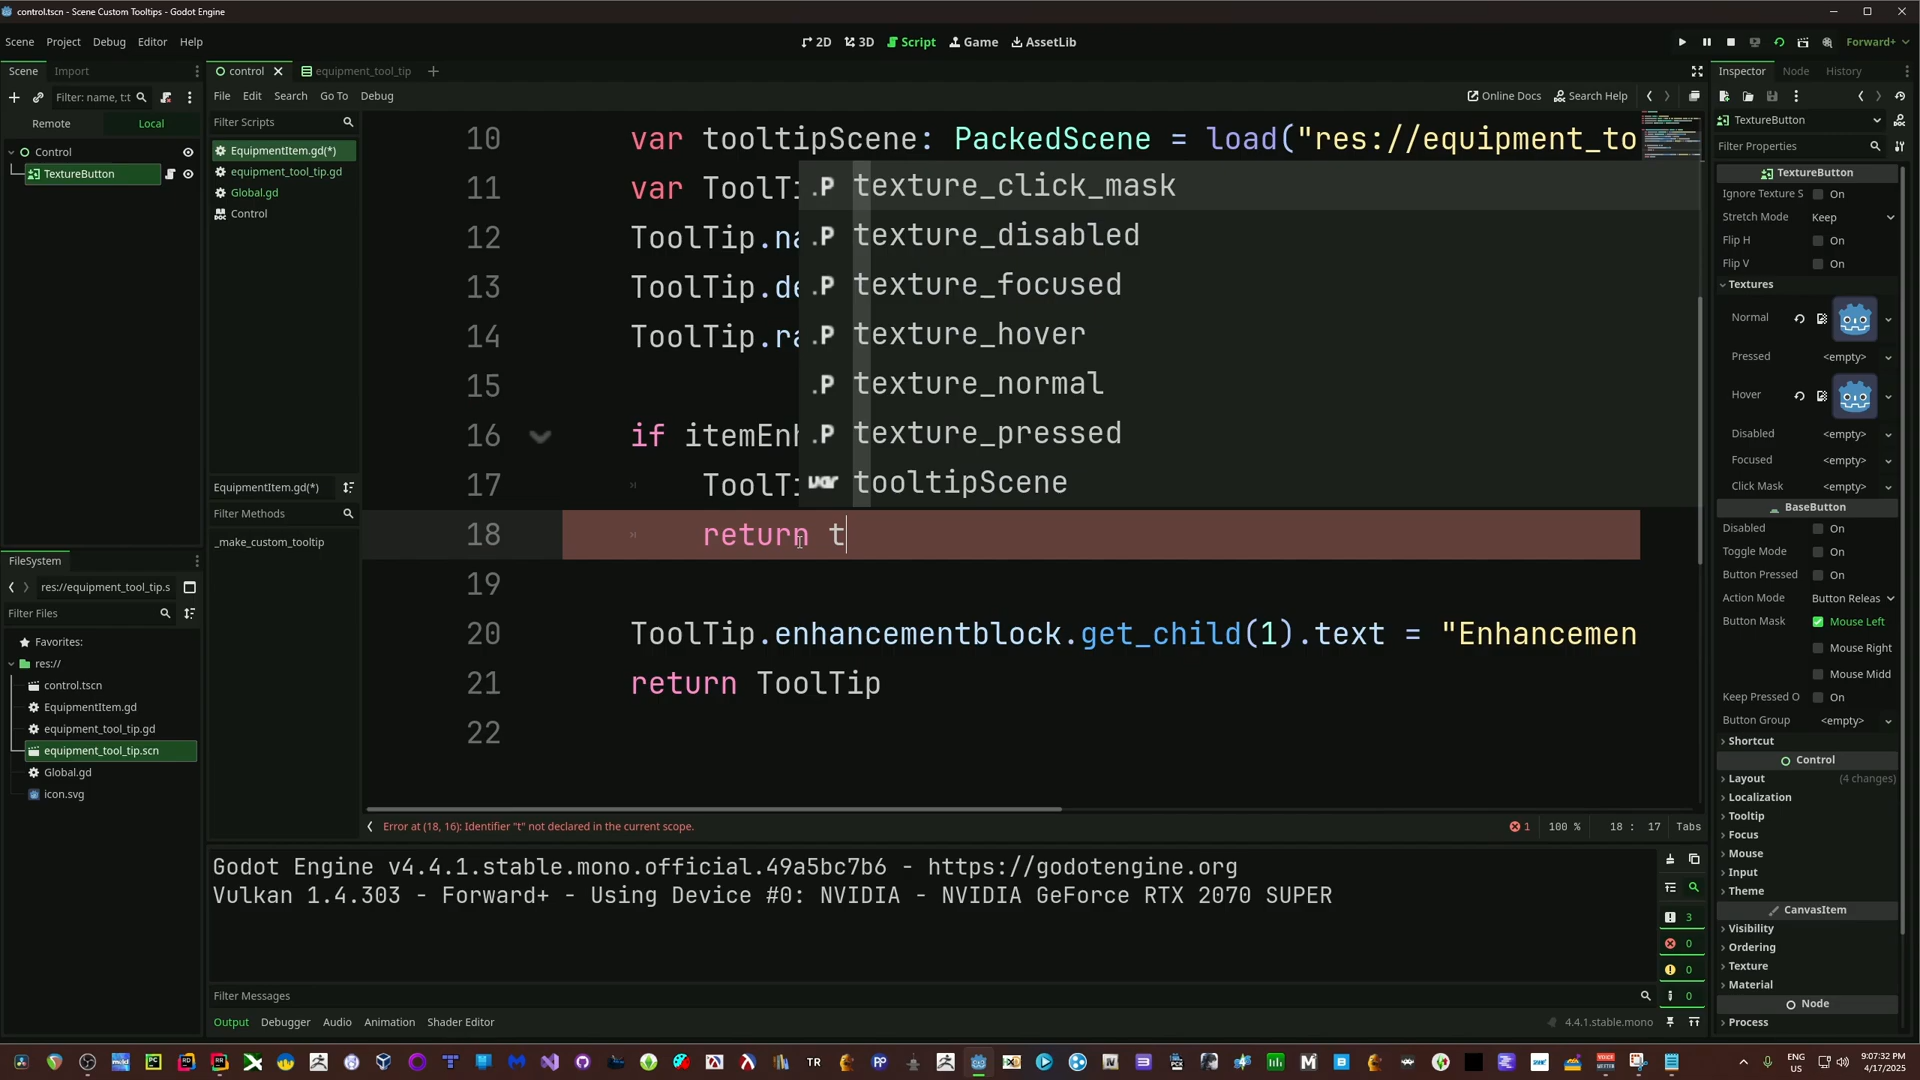 control.tscn - Scene Custom Tooltips - Godot Engine
Scene Project Debug Editor Help
2D 3D Script Game AssetLib
Forward+
Scene Import
control equipment_tool_tip
Inspector Node History
Filter: name, t:t
File Edit Search Go To Debug
Online Docs Search Help
Remote Local
Filter Scripts
TextureButton
Filter Properties
Control
TextureButton
EquipmentItem.gd(*)
equipment_tool_tip.gd
Global.gd
Control
10 var tooltipScene: PackedScene = load("res://equipment_to
11 var ToolTi
12 ToolTip.na
13 ToolTip.de
14 ToolTip.ra
15
16 if itemEnh
17 ToolTi
18 return t
19
20 ToolTip.enhancementblock.get_child(1).text = "Enhancemen
21 return ToolTip
22
.P texture_click_mask
.P texture_disabled
.P texture_focused
.P texture_hover
.P texture_normal
.P texture_pressed
var tooltipScene
EquipmentItem.gd(*)
Filter Methods
_make_custom_tooltip
FileSystem
res://equipment_tool_tip.s
Filter Files
Favorites:
res://
control.tscn
EquipmentItem.gd
equipment_tool_tip.gd
equipment_tool_tip.scn
Global.gd
icon.svg
Error at (18, 16): Identifier "t" not declared in the current scope.
1 100 % 18 : 17 Tabs
Godot Engine v4.4.1.stable.mono.official.49a5bc7b6 - https://godotengine.org
Vulkan 1.4.303 - Forward+ - Using Device #0: NVIDIA - NVIDIA GeForce RTX 2070 SUPER
3
0
0
0
Filter Messages
Output Debugger Audio Animation Shader Editor
4.4.1.stable.mono
TextureButton
Ignore Texture S On
Stretch Mode Keep
Flip H On
Flip V On
Textures
Normal
Pressed <empty>
Hover
Disabled <empty>
Focused <empty>
Click Mask <empty>
BaseButton
Disabled On
Toggle Mode On
Button Pressed On
Action Mode Button Releas
Button Mask Mouse Left
Mouse Right
Mouse Midd
Keep Pressed O On
Button Group <empty>
Shortcut
Control
Layout (4 changes)
Localization
Tooltip
Focus
Mouse
Input
Theme
CanvasItem
Visibility
Ordering
Texture
Material
Node
Process
ENG
US
9:07:32 PM
4/17/2025